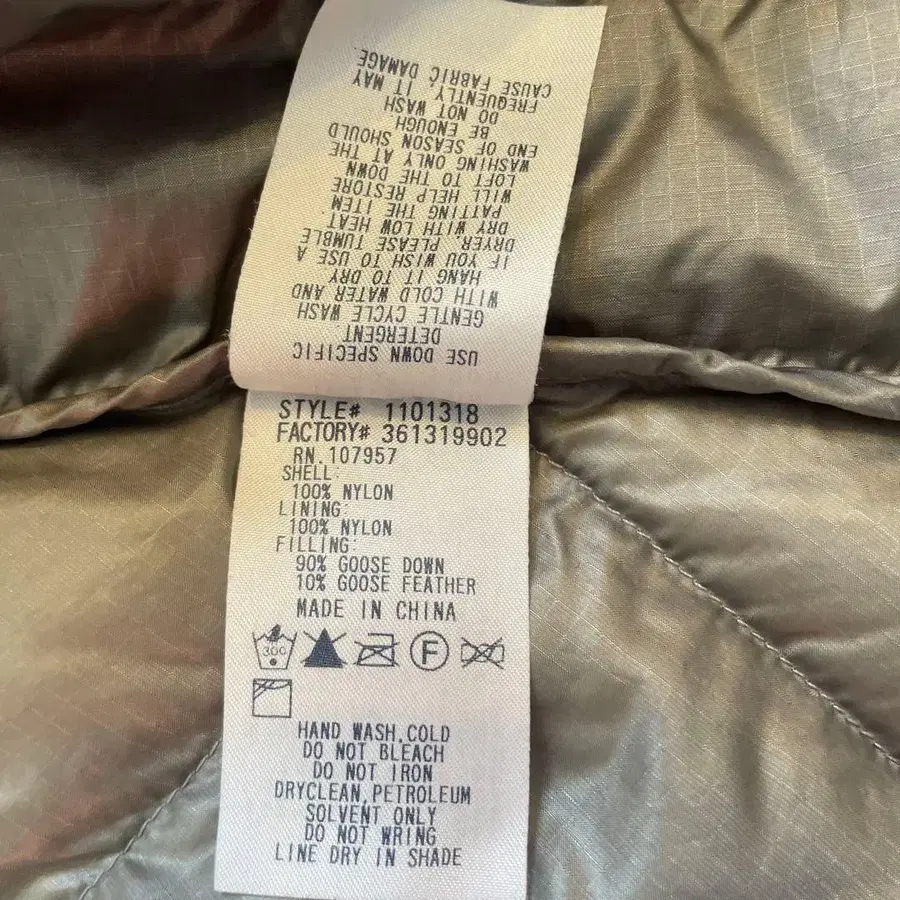 USE DOWN SPECIFIC
DETERGENT
GENTLE CYCLE WASH
WITH COLD WATER AND
HANG IT TO DRY
IF YOU WISH TO USE A
DRYER, PLEASE TUMBLE
DRY WITH LOW HEAT
PATTING THE ITEM.
WILL HELP RESTORE
LOFT TO THE DOWN
WASHING ONLY AT THE
END OF SEASON SHOULD
BE ENOUGH
DO NOT WASH
FREQUENTLY IT MAY
CAUSE FABRIC DAMAGE.
STYLE# 1101318
FACTORY# 361319902
RN.107957
SHELL:
100% NYLON
LINING:
100% NYLON
FILLING:
90% GOOSE DOWN
10% GOOSE FEATHER
MADE IN CHINA
300 F
HAND WASH,COLD
DO NOT BLEACH
DO NOT IRON
DRYCLEAN,PETROLEUM
SOLVENT ONLY
DO NOT WRING
LINE DRY IN SHADE